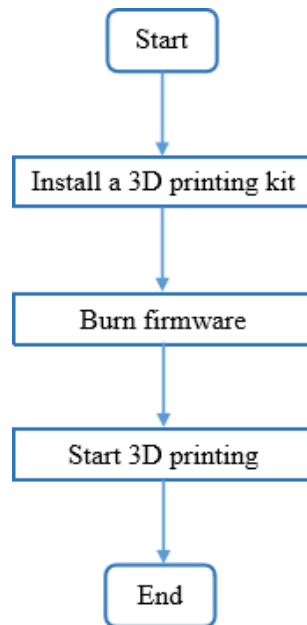 Start
Install a 3D printing kit
Burn firmware
Start 3D printing
End